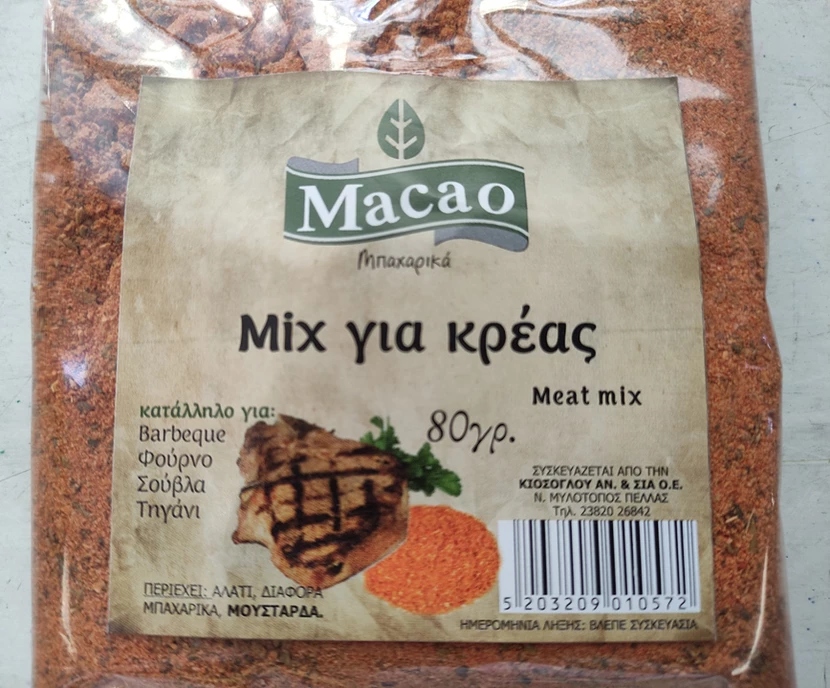 Macao
Μπαχαρικά
Mix για κρέας
Meat mix
80γρ.
κατάλληλο για:
Barbeque
Φούρνο
Σούβλα
Τηγάνι
ΣΥΣΚΕΥΑΖΕΤΑΙ ΑΠΟ ΤΗΝ
ΚΙΟΣΟΓΛΟΥ ΑΝ. & ΣΙΑ Ο.Ε.
Ν. ΜΥΛΟΤΟΠΟΣ ΠΕΛΛΑΣ
Τηλ. 23820 26842
ΠΕΡΙΕΧΕΙ: ΑΛΑΤΙ, ΔΙΑΦΟΡΑ
ΜΠΑΧΑΡΙΚΑ, ΜΟΥΣΤΑΡΔΑ.
5 203209 010572
ΗΜΕΡΟΜΗΝΙΑ ΛΗΞΗΣ: ΒΛΕΠΕ ΣΥΣΚΕΥΑΣΙΑ